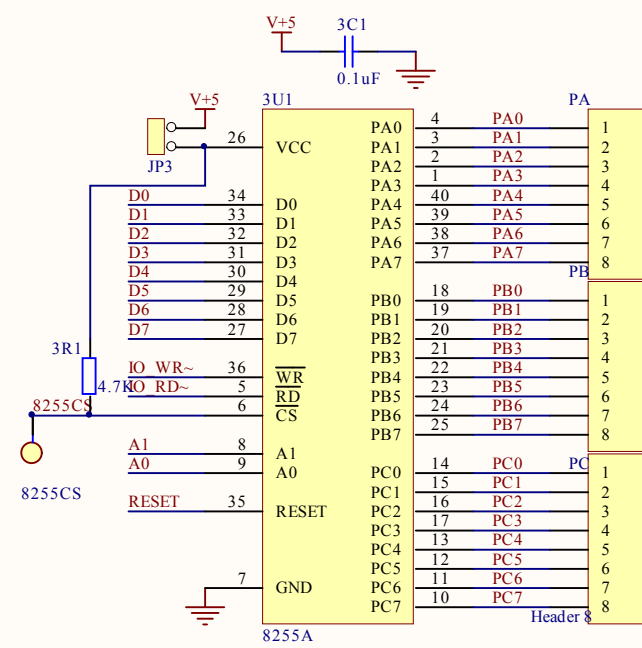 V+5 3C1
0.1uF
V+5 3U1 PA
JP3
26 VCC
PA0 4 PA0 1
PA1 3 PA1 2
PA2 2 PA2 3
PA3 1 PA3 4
D0 34 D0 PA4 40 PA4 5
D1 33 D1 PA5 39 PA5 6
D2 32 D2 PA6 38 PA6 7
D3 31 D3 PA7 37 PA7 8
D4 30 D4 PB
D5 29 D5 PB0 18 PB0 1
D6 28 D6 PB1 19 PB1 2
D7 27 D7 PB2 20 PB2 3
3R1 PB3 21 PB3 4
IO_WR~ 36 WR PB4 22 PB4 5
4.7K IO_RD~ 5 RD PB5 23 PB5 6
8255CS 6 CS PB6 24 PB6 7
PB7 25 PB7 8
A1 8 A1
A0 9 A0 PC0 14 PC0 PC 1
8255CS PC1 15 PC1 2
RESET 35 RESET PC2 16 PC2 3
PC3 17 PC3 4
PC4 13 PC4 5
PC5 12 PC5 6
7 GND PC6 11 PC6 7
PC7 10 PC7 8
Header 8
8255A